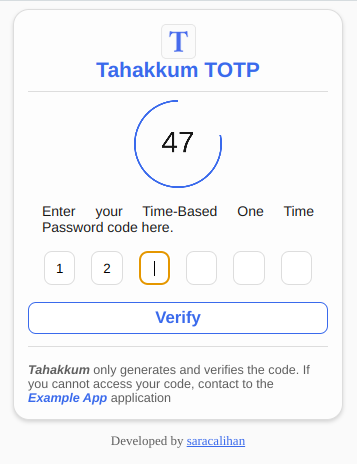 T
Tahakkum TOTP
47
Enter your Time-Based One Time
Password code here.
1 2
Verify
Tahakkum only generates and verifies the code. If
you cannot access your code, contact to the
Example App application
Developed by saracalihan